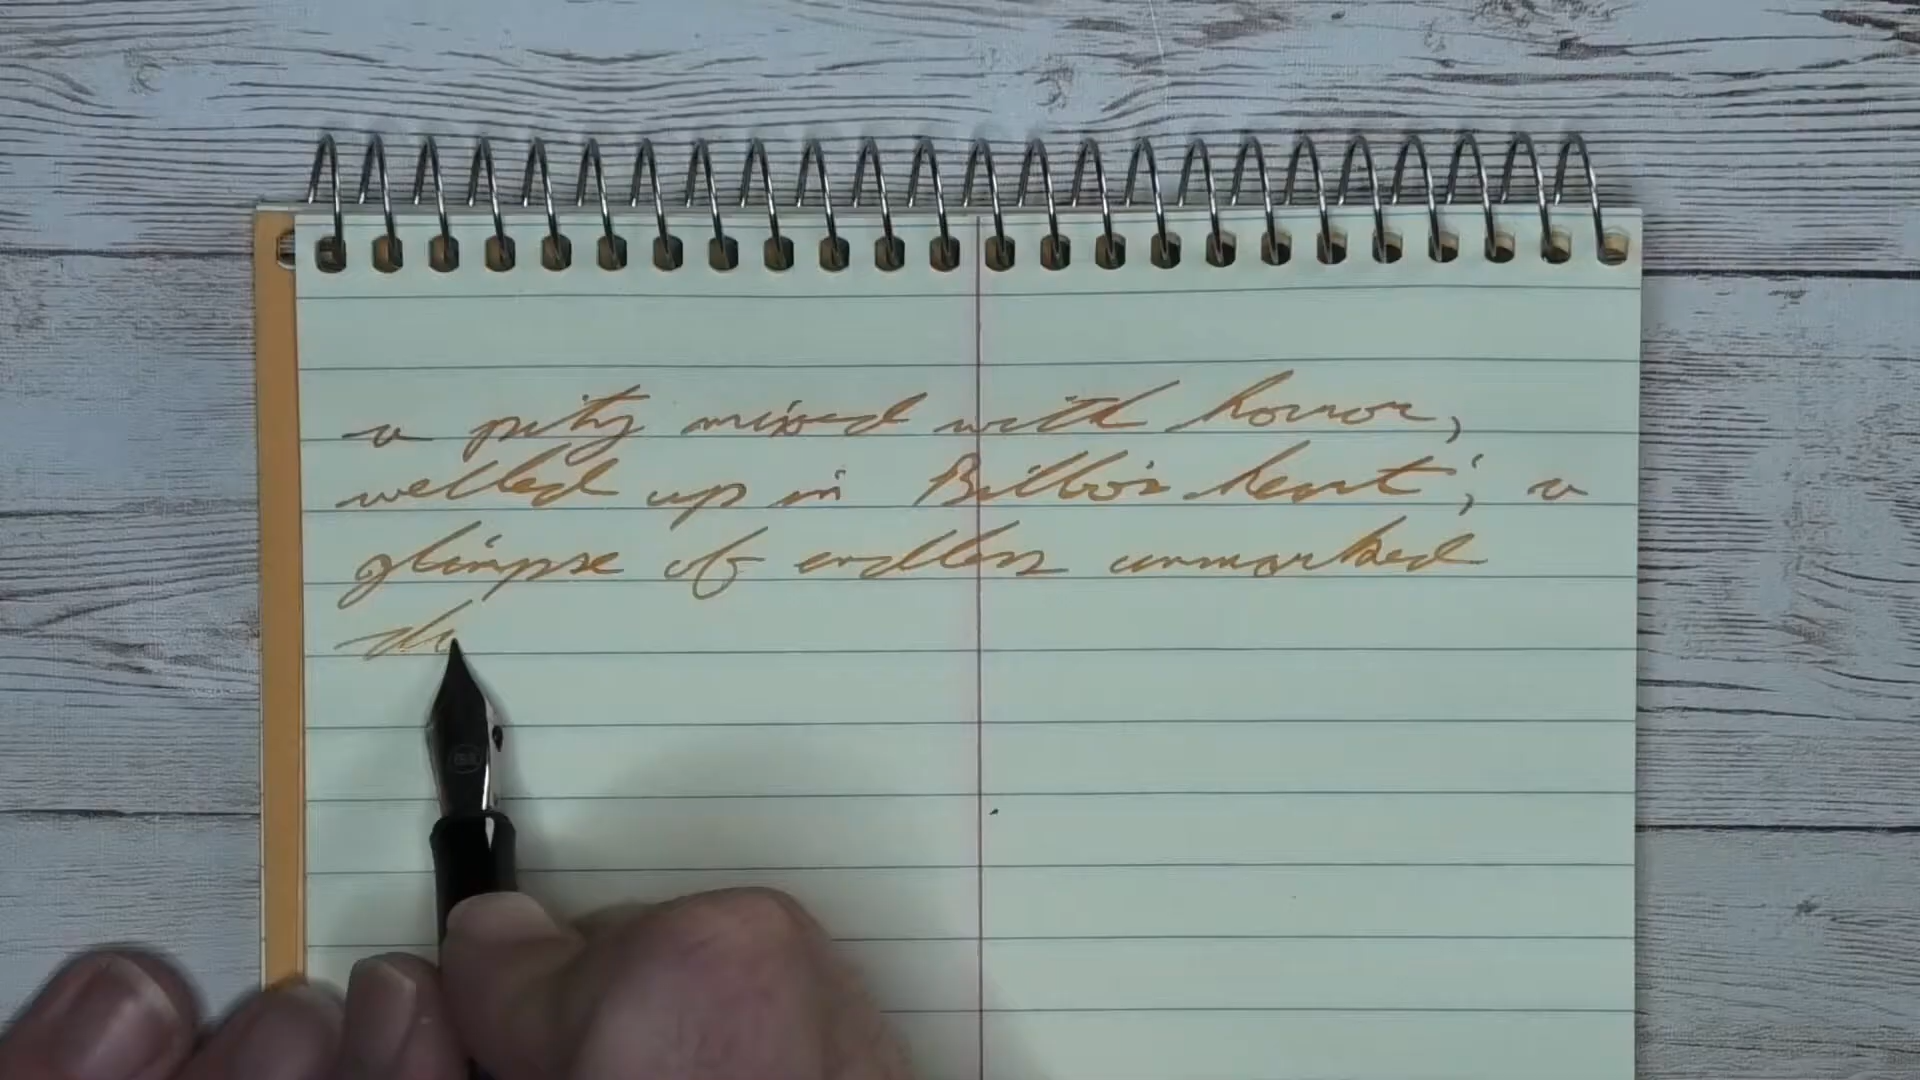 a pity mixed with horror,
welled up in Bilbo's heart; a
glimpse of endless unmarked